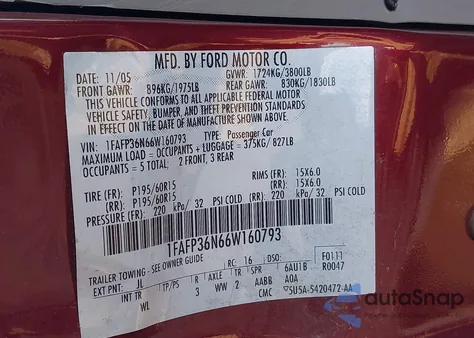 MFD. BY FORD MOTOR CO.
DATE: 11/05 GVWR: 1724KG/3800LB
FRONT GAWR: 896KG/1975LB REAR GAWR: 830KG/1830LB
THIS VEHICLE CONFORMS TO ALL APPLICABLE FEDERAL MOTOR
VEHICLE SAFETY, BUMPER, AND THEFT PREVENTION STANDARDS
IN EFFECT ON THE DATE OF MANUFACTURE SHOWN ABOVE.
VIN: 1FAFP36N66W160793 TYPE: Passenger Car
MAXIMUM LOAD = OCCUPANTS + LUGGAGE = 375KG/ 827LB
OCCUPANTS = 5 TOTAL: 2 FRONT, 3 REAR
TIRE (FR): P195/60R15 RIMS (FR): 15X6.0
(RR): P195/60R15 (RR): 15X6.0
PRESSURE (FR): 220 kPa/ 32 PSI COLD
(RR): 220 kPa/ 32 PSI COLD
1FAFP36N66W160793
TRAILER TOWING - SEE OWNER GUIDE F0111
RC: 16 DSO: R0047
EXT PNT: JL R AXLE TR SPR 6AU1B
INT TR TP/PS 3 WW 2 AABB A0A
WL CMC 5U5A-5420472-AA
autoSnap